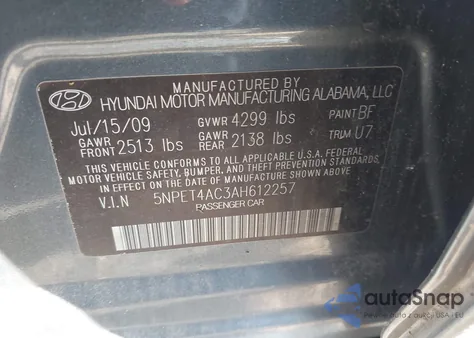 MANUFACTURED BY
HYUNDAI MOTOR MANUFACTURING ALABAMA, LLC
Jul/15/09 GVWR 4299 lbs PAINT BF
GAWR FRONT 2513 lbs GAWR REAR 2138 lbs TRIM U7
THIS VEHICLE CONFORMS TO ALL APPLICABLE U.S.A. FEDERAL
MOTOR VEHICLE SAFETY, BUMPER, AND THEFT PREVENTION
STANDARDS IN EFFECT ON THE DATE OF MANUFACTURE SHOWN ABOVE.
V.I.N 5NPET4AC3AH612257
PASSENGER CAR
autoSnap